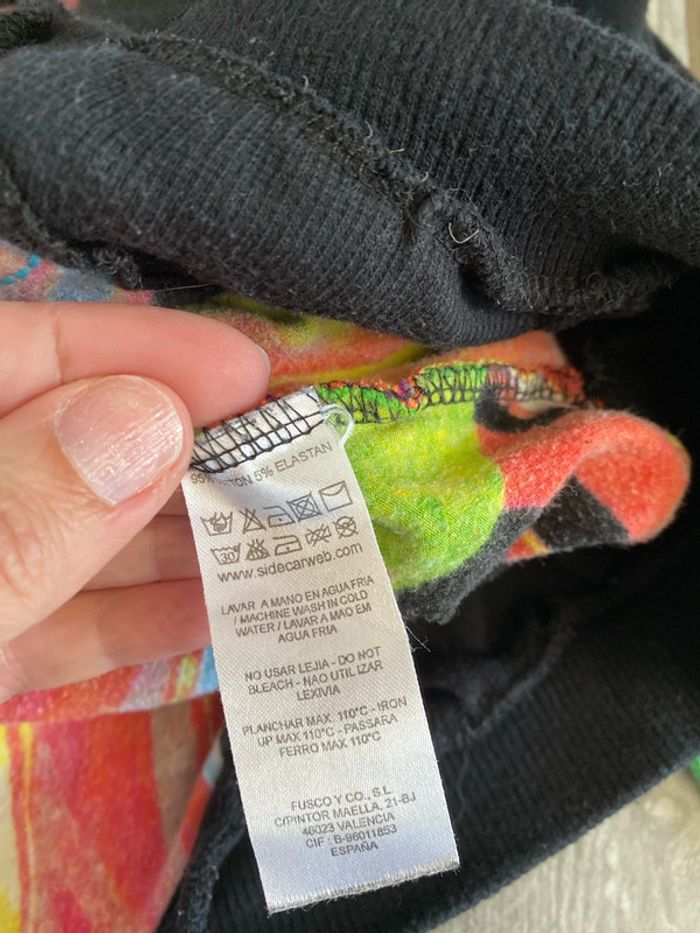 5% ELASTAN
30
www.sidecarweb.com
LAVAR A MANO EN AGUA FRIA
/ MACHINE WASH IN COLD
WATER / LAVAR A MAO EM
AGUA FRIA
NO USAR LEJIA - DO NOT
BLEACH - NAO UTILIZAR
LEXIVIA
PLANCHAR MAX. 110°C - IRON
UP MAX 110°C - PASSARA
FERRO MAX 110°C
FUSCO Y CO., S.L.
C/PINTOR MAELLA, 21-BJ
46023 VALENCIA
CIF : B-96011853
ESPAÑA